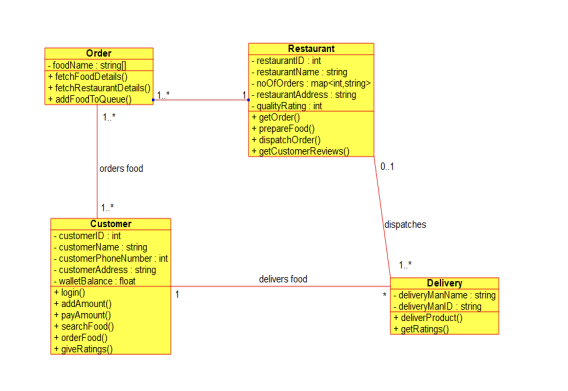 Order
- foodName : string[]
+ fetchFoodDetails()
+ fetchRestaurantDetails()
+ addFoodToQueue()
Restaurant
- restaurantID : int
- restaurantName : string
- noOfOrders : map<int,string>
- restaurantAddress : string
- qualityRating : int
+ getOrder()
+ prepareFood()
+ dispatchOrder()
+ getCustomerReviews()
1..*
1
1..*
orders food
1..*
0..1
dispatches
1..*
Customer
- customerID : int
- customerName : string
- customerPhoneNumber : int
- customerAddress : string
- walletBalance : float
+ login()
+ addAmount()
+ payAmount()
+ searchFood()
+ orderFood()
+ giveRatings()
delivers food
1
*
Delivery
- deliveryManName : string
- deliveryManID : string
+ deliverProduct()
+ getRatings()